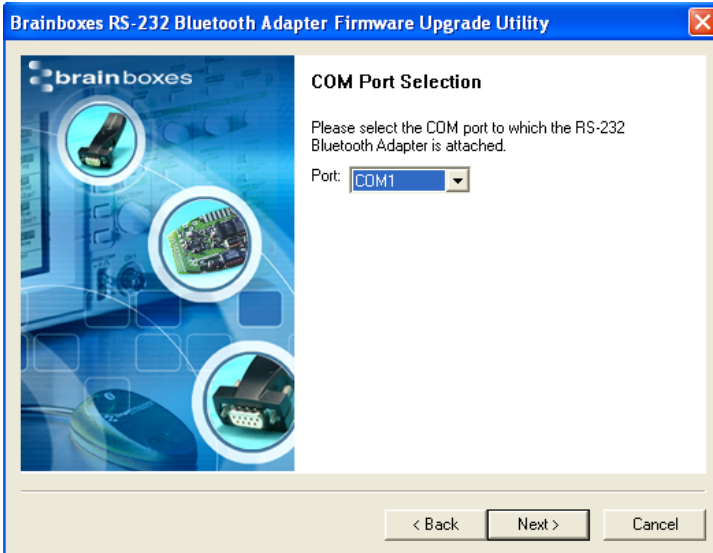 Brainboxes RS-232 Bluetooth Adapter Firmware Upgrade Utility
brainboxes
COM Port Selection
Please select the COM port to which the RS-232
Bluetooth Adapter is attached.
Port: COM1
< Back
Next >
Cancel